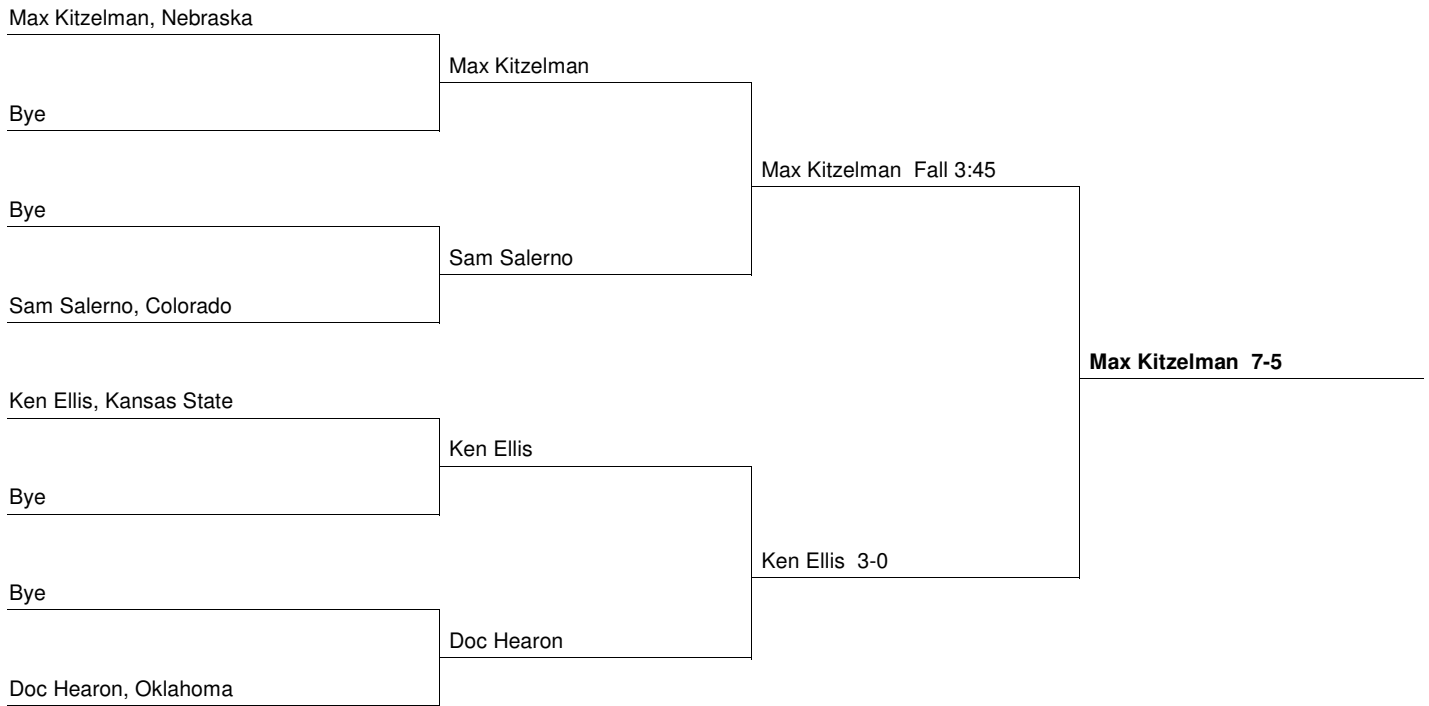 Max Kitzelman, Nebraska
Max Kitzelman
Bye
Max Kitzelman  Fall 3:45
Bye
Sam Salerno
Sam Salerno, Colorado
Max Kitzelman  7-5
Ken Ellis, Kansas State
Ken Ellis
Bye
Ken Ellis  3-0
Bye
Doc Hearon
Doc Hearon, Oklahoma